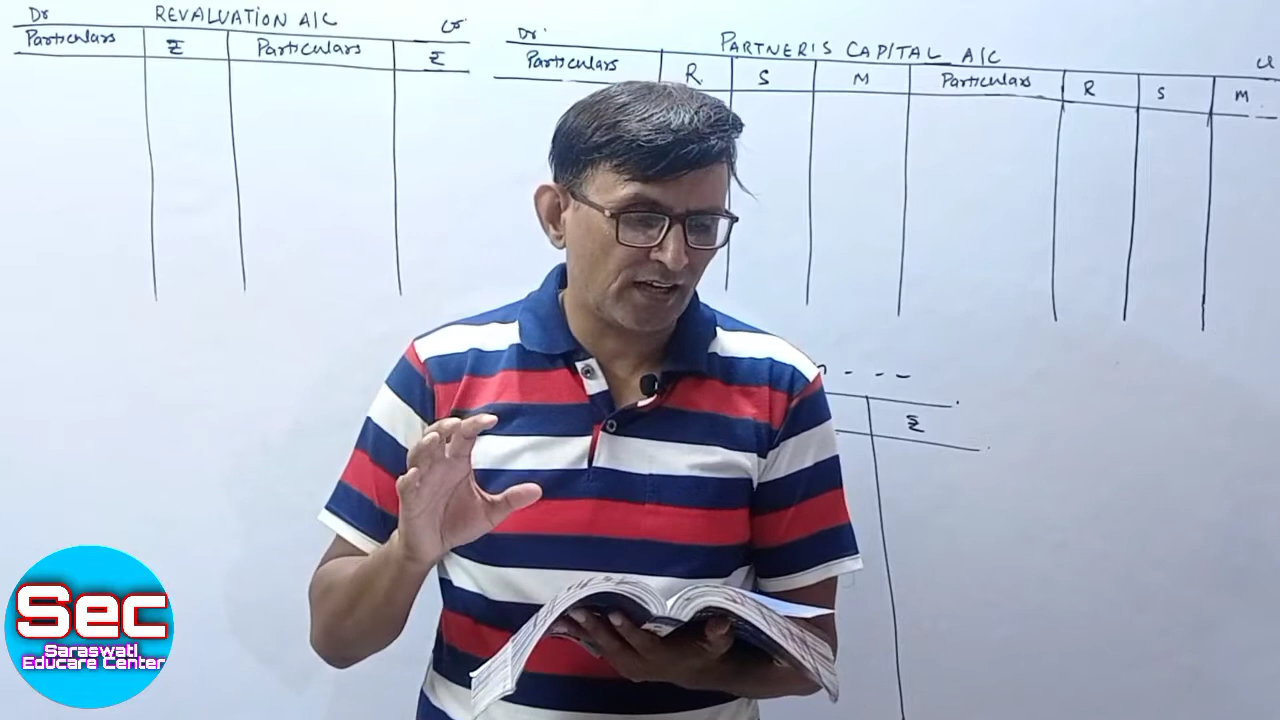 Dr REVALUATION A/C Cr
Particulars ₹ Particulars ₹
Dr. PARTNER'S CAPITAL A/C Cr
Particulars R S M Particulars R S M
₹
Sec
Saraswati
Educare Center